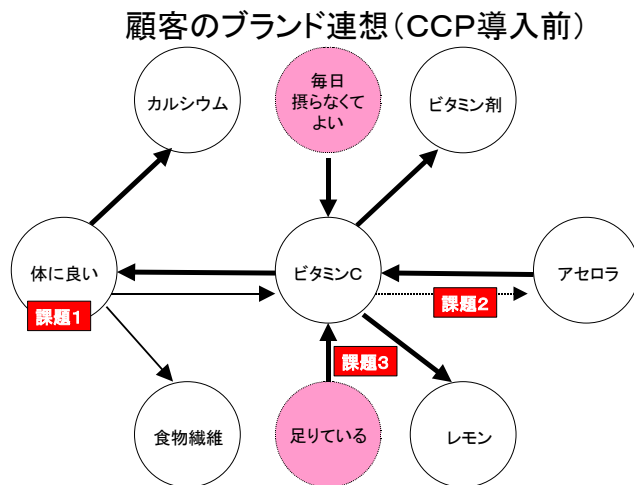 顧客のブランド連想(CCP導入前)
カルシウム
毎日
摂らなくて
よい
ビタミン剤
体に良い
ビタミンC
アセロラ
課題1
課題2
課題3
食物繊維
足りている
レモン